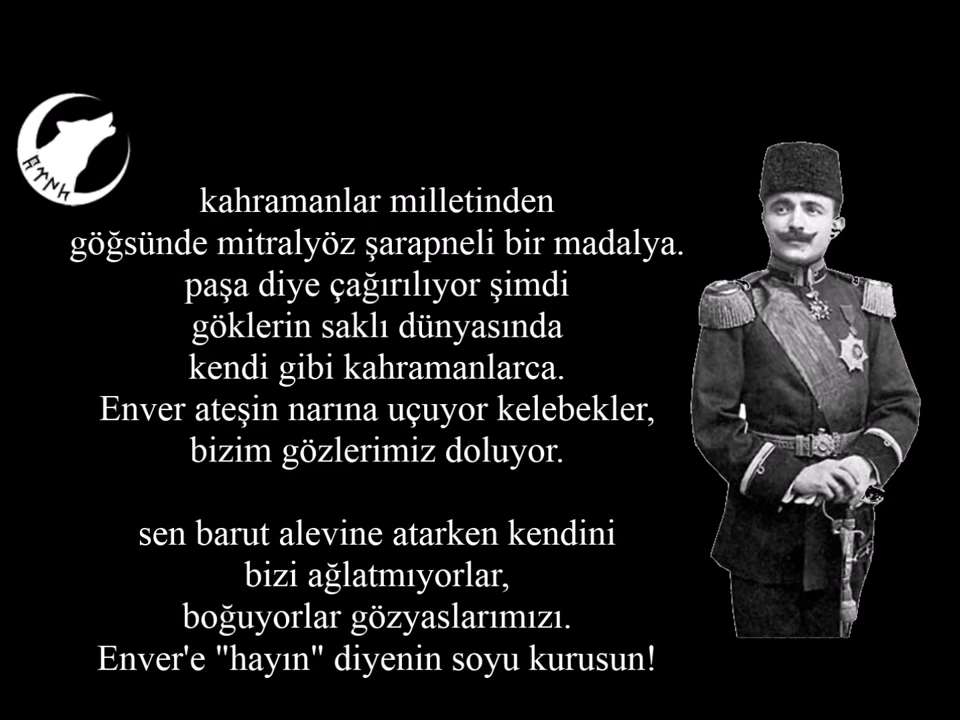 𐱅𐰇𐰼𐰚
kahramanlar milletinden
göğsünde mitralyöz şarapneli bir madalya.
paşa diye çağırılıyor şimdi
göklerin saklı dünyasında
kendi gibi kahramanlarca.
Enver ateşin narına uçuyor kelebekler,
bizim gözlerimiz doluyor.
sen barut alevine atarken kendini
bizi ağlatmıyorlar,
boğuyorlar gözyaslarımızı.
Enver'e "hayın" diyenin soyu kurusun!